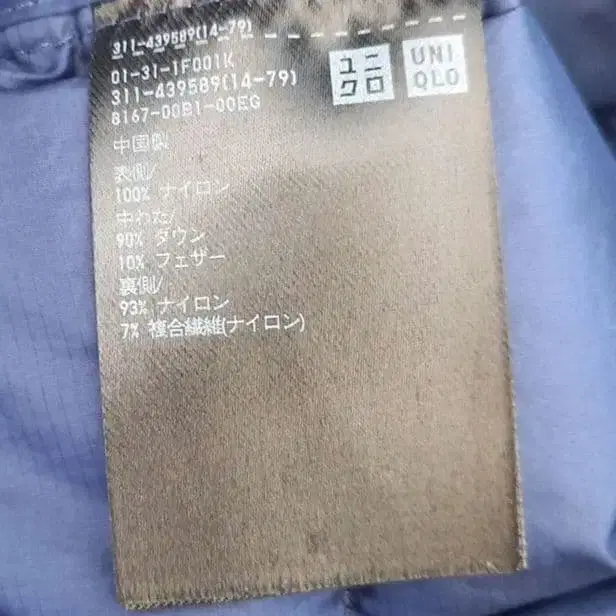 311-439589(14-79)
01-31-1F001K
311-439589(14-79)
8167-00B1-00EG
ユニ
クロ
UNI
QLO
中国製
表側/
100% ナイロン
中わた/
90% ダウン
10% フェザー
裏側/
93% ナイロン
7% 複合繊維(ナイロン)